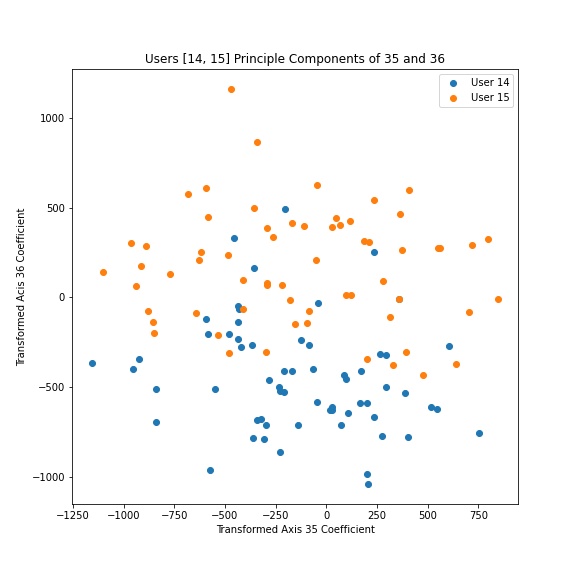 Users [14, 15] Principle Components of 35 and 36
User 14
User 15
Transformed Acis 36 Coefficient
1000
500
0
−500
−1000
−1250
−1000
−750
−500
−250
0
250
500
750
Transformed Axis 35 Coefficient